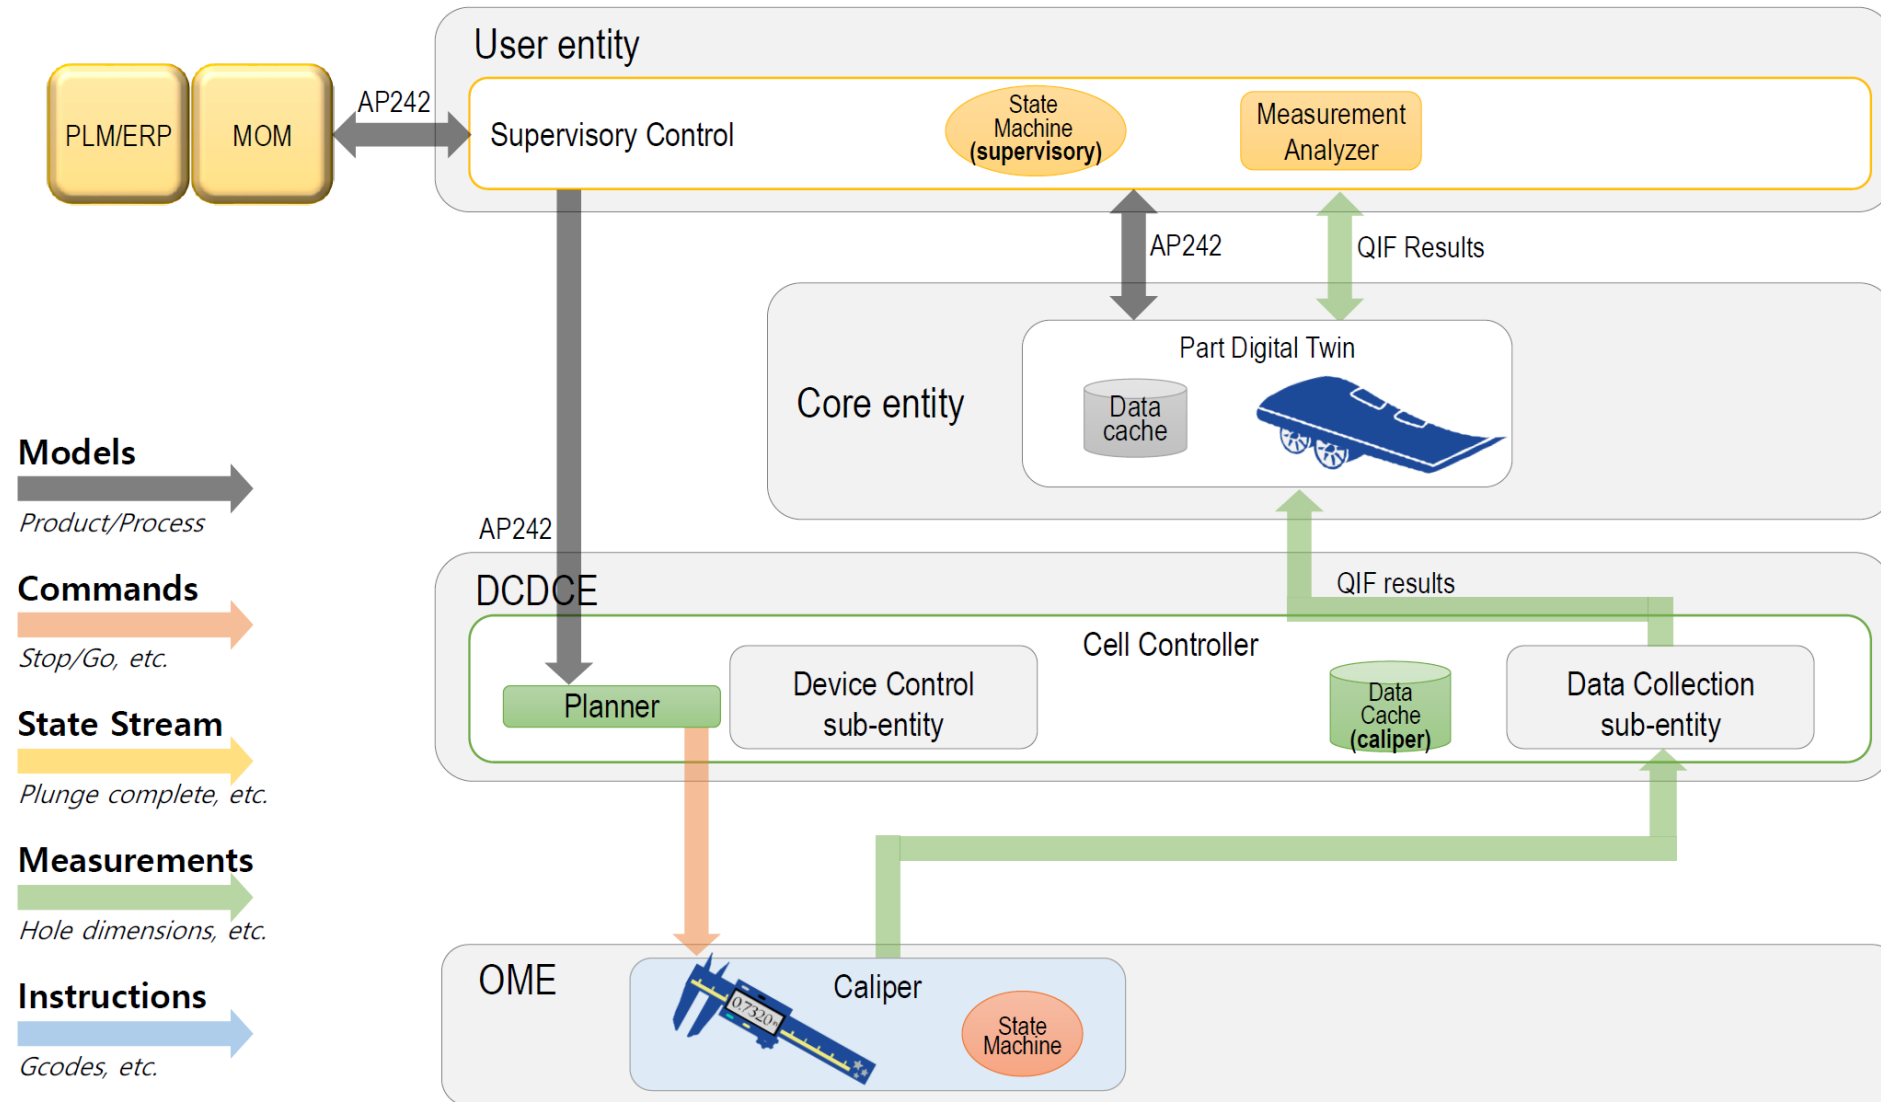 User entity
PLM/ERP
MOM
AP242
Supervisory Control
State
Machine
(supervisory)
Measurement
Analyzer
AP242
QIF Results
Core entity
Part Digital Twin
Data
cache
Models
Product/Process
Commands
Stop/Go, etc.
State Stream
Plunge complete, etc.
Measurements
Hole dimensions, etc.
Instructions
Gcodes, etc.
AP242
DCDCE
QIF results
Cell Controller
Planner
Device Control
sub-entity
Data
Cache
(caliper)
Data Collection
sub-entity
OME
Caliper
0.7320
State
Machine